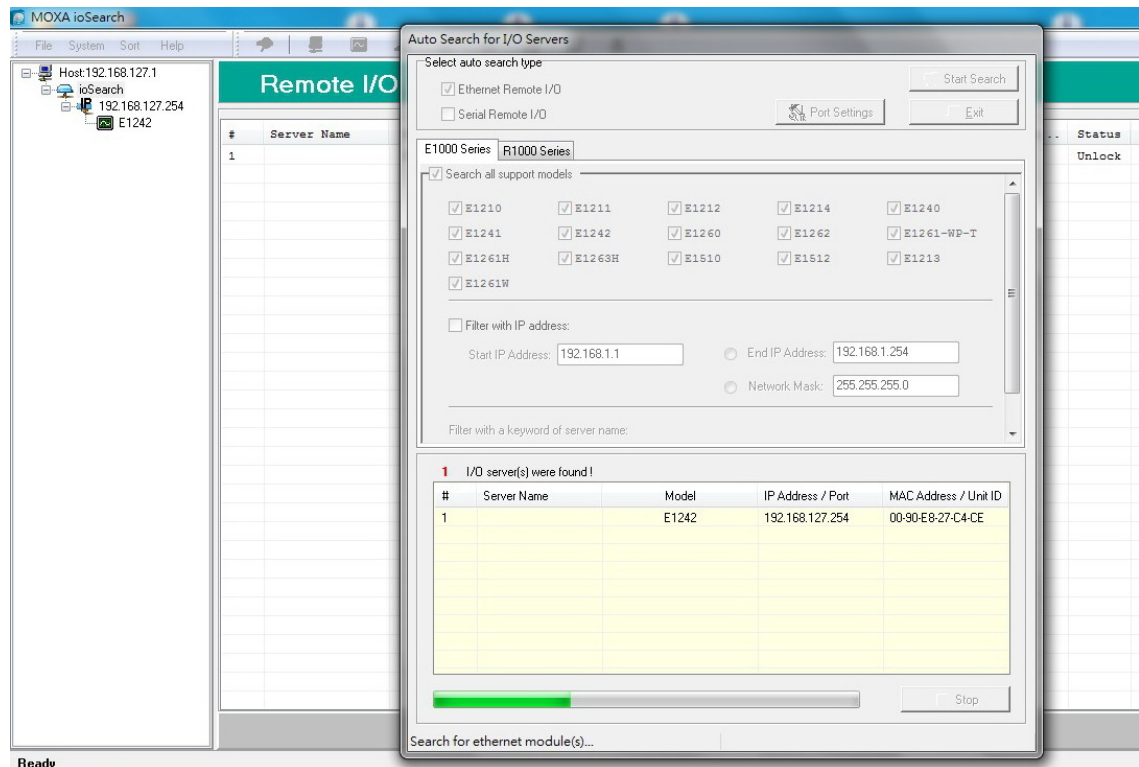 MOXA ioSearch
File System Sort Help
Host:192.168.127.1
ioSearch
192.168.127.254
E1242
Remote I/O
# Server Name .. Status
1 Unlock
Auto Search for I/O Servers
Select auto search type
Ethernet Remote I/O
Start Search
Serial Remote I/O
Port Settings
Exit
E1000 Series R1000 Series
Search all support models
E1210 E1211 E1212 E1214 E1240
E1241 E1242 E1260 E1262 E1261-WP-T
E1261H E1263H E1510 E1512 E1213
E1261W
Filter with IP address:
Start IP Address: 192.168.1.1 End IP Address: 192.168.1.254
Network Mask: 255.255.255.0
Filter with a keyword of server name:
1 I/O server(s) were found !
# Server Name Model IP Address / Port MAC Address / Unit ID
1 E1242 192.168.127.254 00-90-E8-27-C4-CE
Stop
Search for ethernet module(s)...
Ready